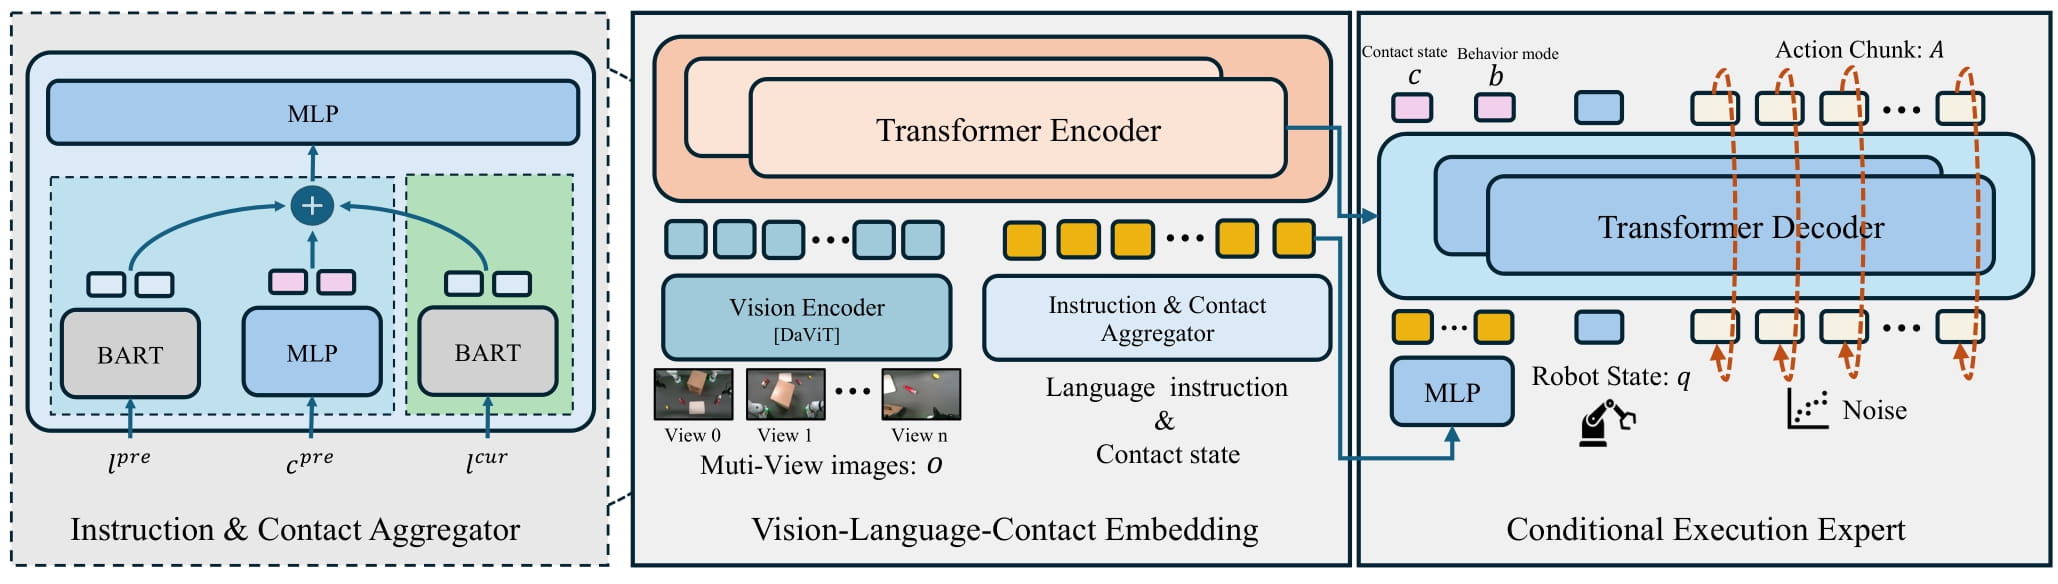 MLP
+
BART
MLP
BART
l^{pre}
c^{pre}
l^{cur}
Instruction & Contact Aggregator
Transformer Encoder
Vision Encoder
[DaViT]
Instruction & Contact
Aggregator
View 0
View 1
View n
Muti-View images: o
Language instruction
&
Contact state
Vision-Language-Contact Embedding
Contact state
c
Behavior mode
b
Action Chunk: A
Transformer Decoder
MLP
Robot State: q
Noise
Conditional Execution Expert